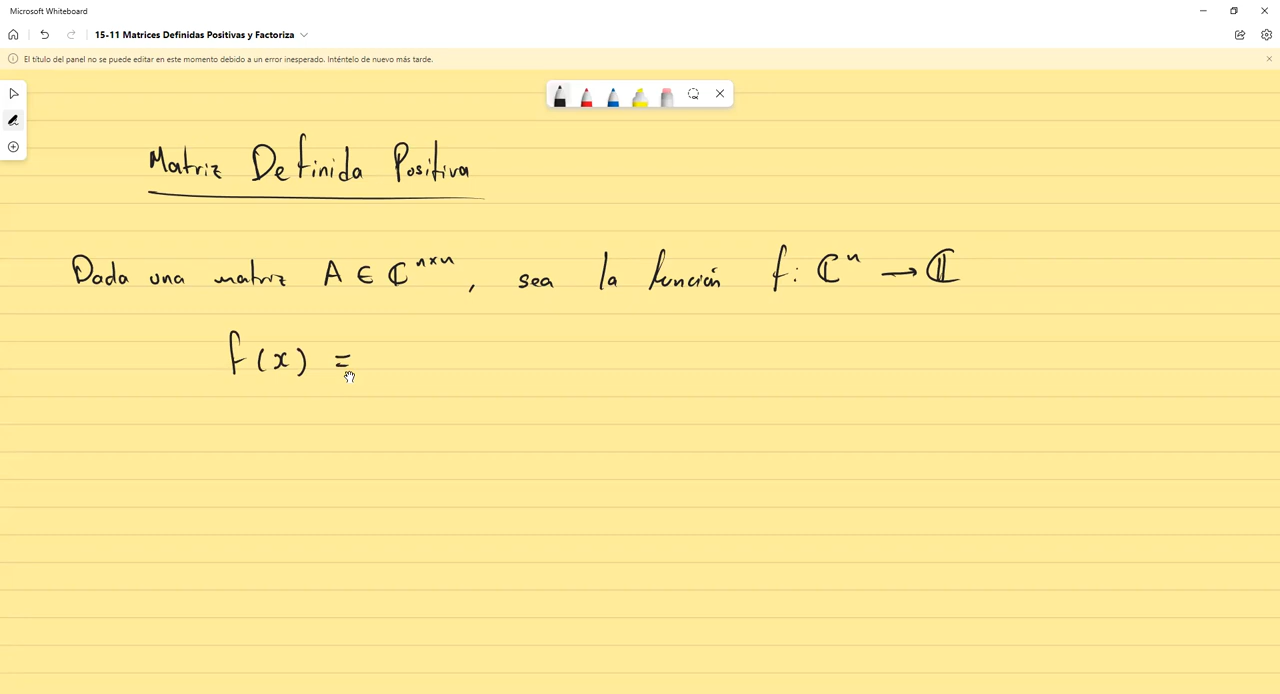 Microsoft Whiteboard
15-11 Matrices Definidas Positivas y Factoriza
El título del panel no se puede editar en este momento debido a un error inesperado. Inténtelo de nuevo más tarde.
Matriz Definida Positiva
Dada una matriz A ∈ ℂⁿˣⁿ, sea la función f: ℂⁿ → ℂ
f(x) =